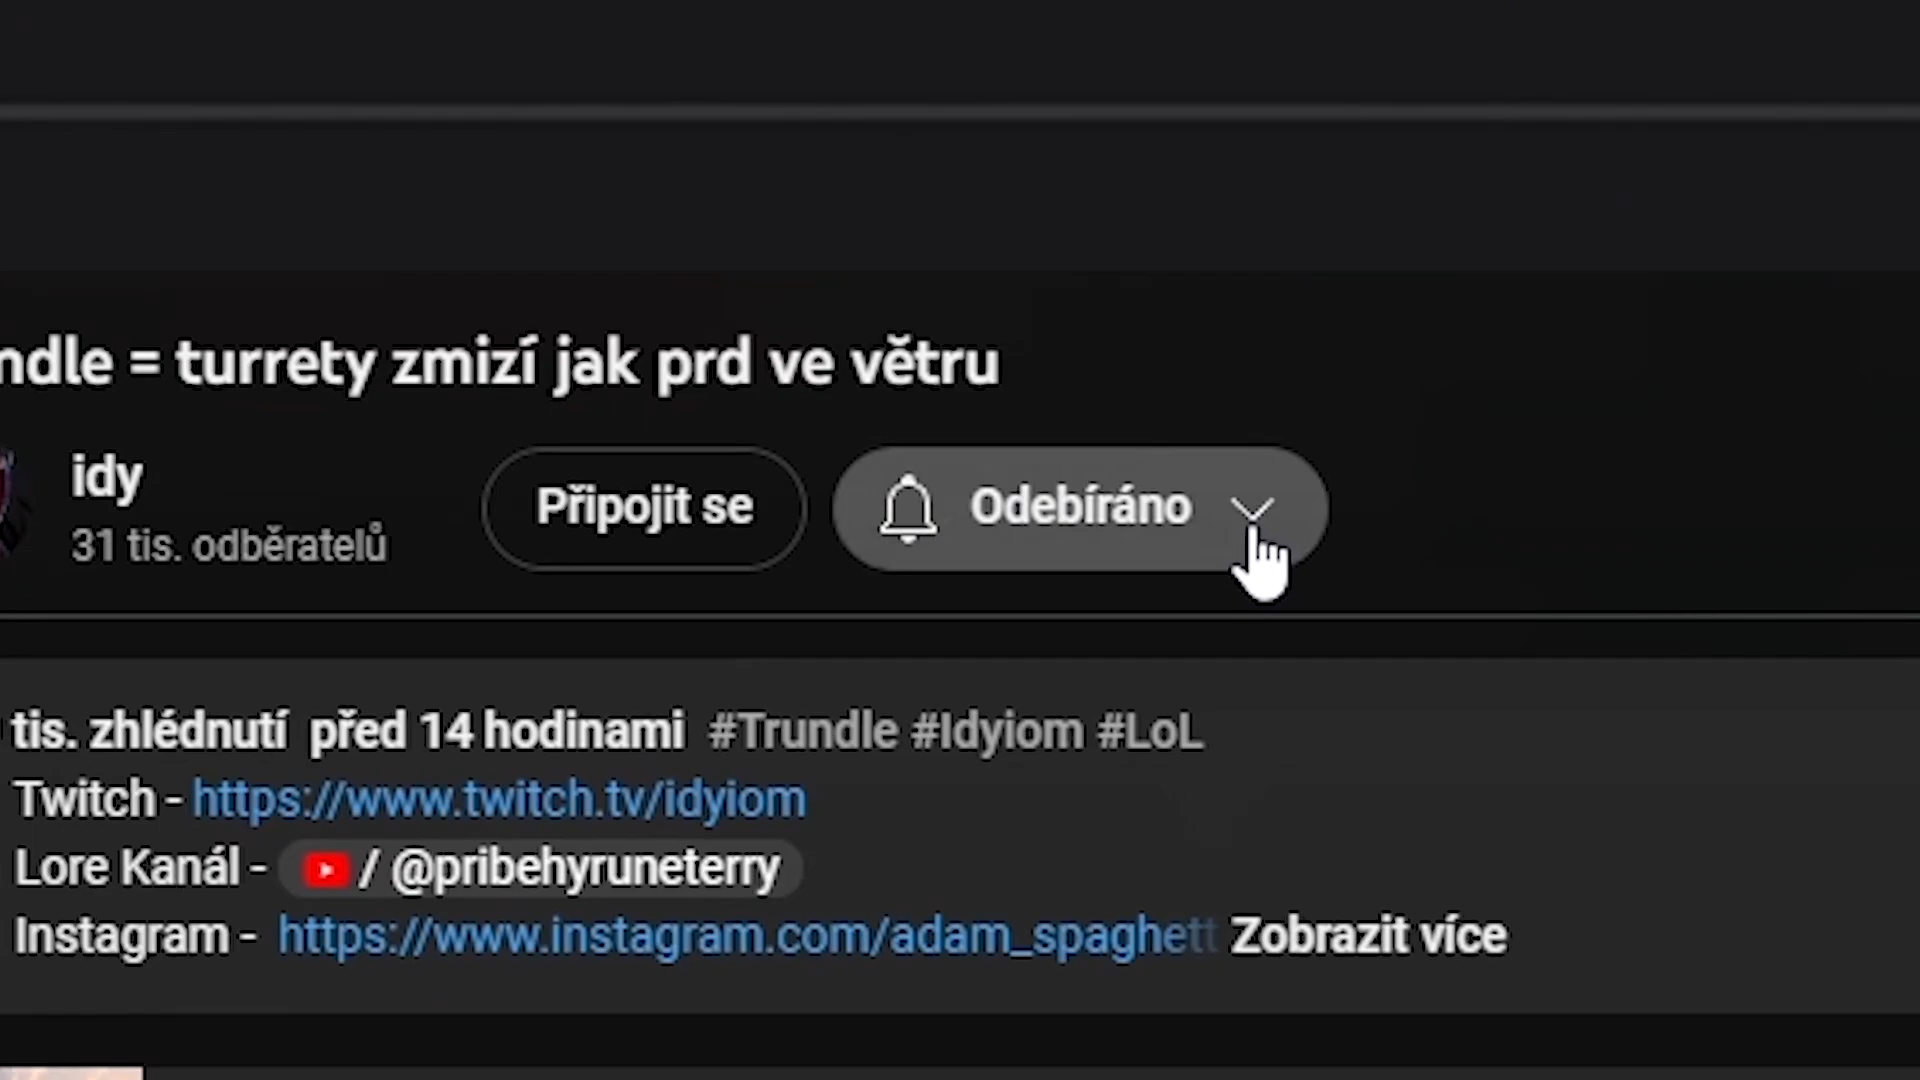 ndle = turrety zmizí jak prd ve větru
idy
31 tis. odběratelů
Připojit se
Odebíráno
tis. zhlédnutí před 14 hodinami #Trundle #Idyiom #LoL
Twitch - https://www.twitch.tv/idyiom
Lore Kanál - / @pribehyruneterry
Instagram - https://www.instagram.com/adam_spaghett Zobrazit více